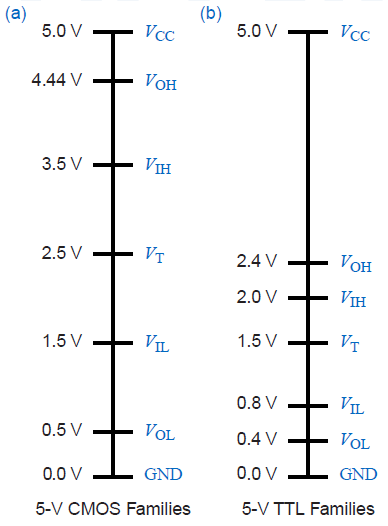 (a)
5.0 V VCC
4.44 V VOH
3.5 V VIH
2.5 V VT
1.5 V VIL
0.5 V VOL
0.0 V GND
5-V CMOS Families
(b)
5.0 V VCC
2.4 V VOH
2.0 V VIH
1.5 V VT
0.8 V VIL
0.4 V VOL
0.0 V GND
5-V TTL Families